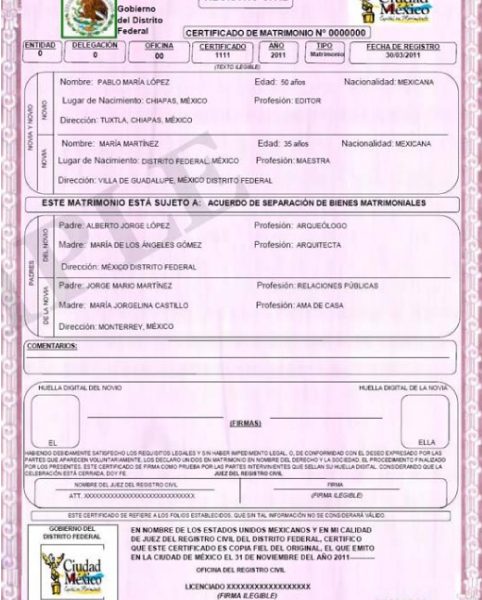 Gobierno
del Distrito
Federal
Ciudad
México
CERTIFICADO DE MATRIMONIO Nº 0000000
ENTIDAD DELEGACIÓN OFICINA CERTIFICADO AÑO TIPO FECHA DE REGISTRO
0 0 00 1111 2011 Matrimonio 30/03/2011
(TEXTO ILEGIBLE)
NOVIA Y NOVIO
NOVIO
Nombre: PABLO MARÍA LÓPEZ Edad: 50 años Nacionalidad: MEXICANA
Lugar de Nacimiento: CHIAPAS, MÉXICO Profesión: EDITOR
Dirección: TUXTLA, CHIAPAS, MÉXICO
NOVIA
Nombre: MARÍA MARTÍNEZ Edad: 35 años Nacionalidad: MEXICANA
Lugar de Nacimiento: DISTRITO FEDERAL, MÉXICO Profesión: MAESTRA
Dirección: VILLA DE GUADALUPE, MÉXICO DISTRITO FEDERAL
ESTE MATRIMONIO ESTÁ SUJETO A: ACUERDO DE SEPARACIÓN DE BIENES MATRIMONIALES
PADRES
DEL NOVIO
Padre: ALBERTO JORGE LÓPEZ Profesión: ARQUEÓLOGO
Madre: MARÍA DE LOS ÁNGELES GÓMEZ Profesión: ARQUITECTA
Dirección: MÉXICO DISTRITO FEDERAL
DE LA NOVIA
Padre: JORGE MARIO MARTÍNEZ Profesión: RELACIONES PÚBLICAS
Madre: MARÍA JORGELINA CASTILLO Profesión: AMA DE CASA
Dirección: MONTERREY, MÉXICO
COMENTARIOS:
HUELLA DIGITAL DEL NOVIO HUELLA DIGITAL DE LA NOVIA
(FIRMAS)
EL ELLA
HABIENDO DEBIDAMENTE SATISFECHO LOS REQUISITOS LEGALES Y SIN HABER IMPEDIMENTO LEGAL, O, DE CONFORMIDAD CON EL DESEO EXPRESADO POR LAS
PARTES QUE APARECEN VOLUNTARIAMENTE, LOS DECLARO UNIDOS EN MATRIMONIO EN NOMBRE DEL DERECHO Y LA SOCIEDAD. EL PROCEDIMIENTO FINALIZADO
POR LOS PRESENTES. ESTE CERTIFICADO DE FIRMA COMO PRUEBA POR LAS PARTES INTERVINIENTES QUE SELLAN SU HUELLA DIGITAL. CONSIDERANDO QUE LA
CELEBRACIÓN ESTÁ CERRADA, DOY FE. JUEZ DEL REGISTRO CIVIL
NOMBRE DEL JUEZ DEL REGISTRO CIVIL FIRMA
ATT. XXXXXXXXXXXXXXXXXXXXXXXXXXXXX (FIRMA ILEGIBLE)
ESTE CERTIFICADO SE REFIERE A LOS FOLIOS ESTABLECIDOS, QUE SIN TAL INFORMACIÓN NO SE CONSIDERARÁ VÁLIDO.
GOBIERNO DEL
DISTRITO FEDERAL
Ciudad
México
EN NOMBRE DE LOS ESTADOS UNIDOS MEXICANOS Y EN MI CALIDAD
DE JUEZ DEL REGISTRO CIVIL DEL DISTRITO FEDERAL, CERTIFICO
QUE ESTE CERTIFICADO ES COPIA FIEL DEL ORIGINAL, EL QUE EMITO
EN LA CIUDAD DE MÉXICO EL 31 DE NOVIEMBRE DEL AÑO 2011-----------
OFICINA DEL REGISTRO CIVIL
LICENCIADO XXXXXXXXXXXXXXXXXX
(FIRMA ILEGIBLE)